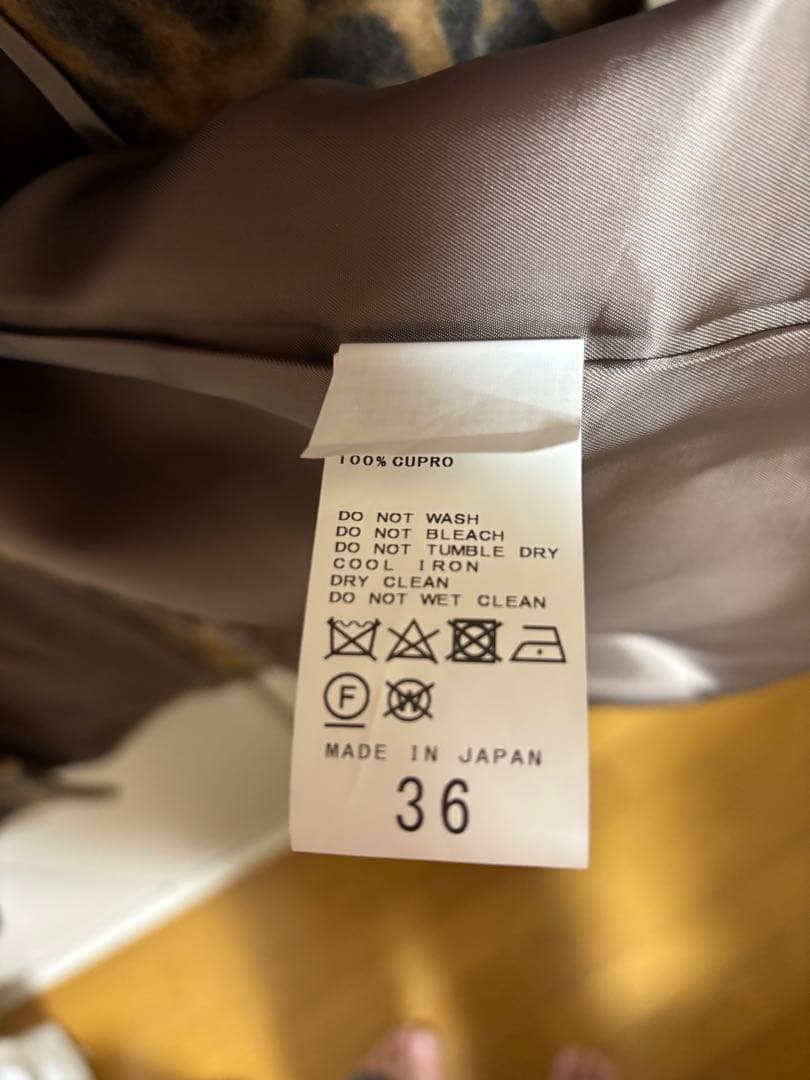 100% CUPRO
DO NOT WASH
DO NOT BLEACH
DO NOT TUMBLE DRY
COOL IRON
DRY CLEAN
DO NOT WET CLEAN
F W
MADE IN JAPAN
36